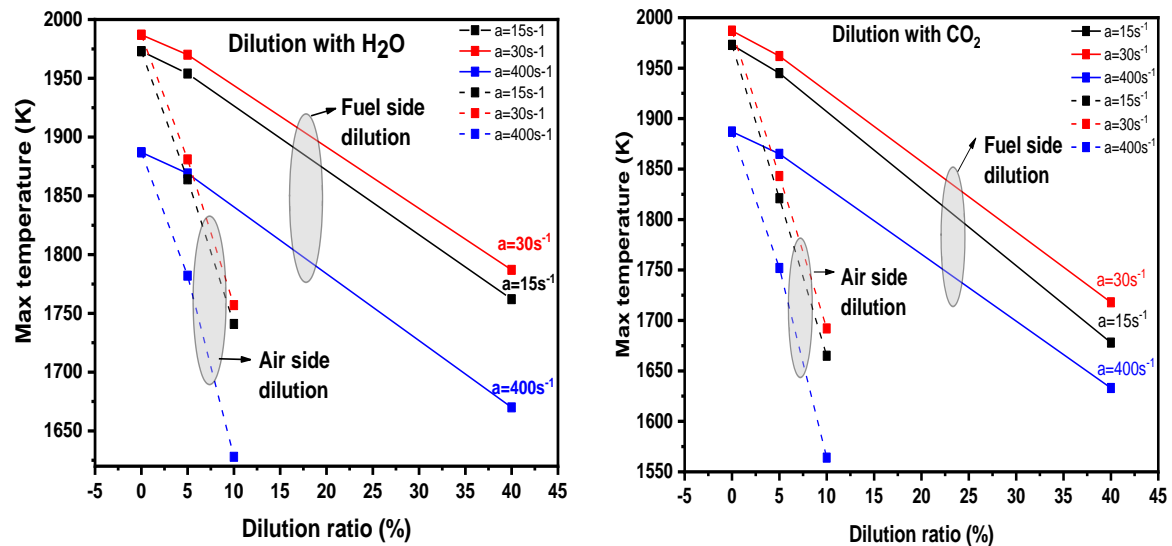 Dilution with H2O
a=15s-1
a=30s-1
a=400s-1
a=15s-1
a=30s-1
a=400s-1
Fuel side
dilution
Air side
dilution
a=30s-1
a=15s-1
a=400s-1
2000
1950
1900
1850
1800
1750
1700
1650
Max temperature (K)
-5 0 5 10 15 20 25 30 35 40 45
Dilution ratio (%)
Dilution with CO2
a=15s-1
a=30s-1
a=400s-1
a=15s-1
a=30s-1
a=400s-1
Fuel side
dilution
Air side
dilution
a=30s-1
a=15s-1
a=400s-1
2000
1950
1900
1850
1800
1750
1700
1650
1600
1550
Max temperature (K)
-5 0 5 10 15 20 25 30 35 40 45
Dilution ratio (%)